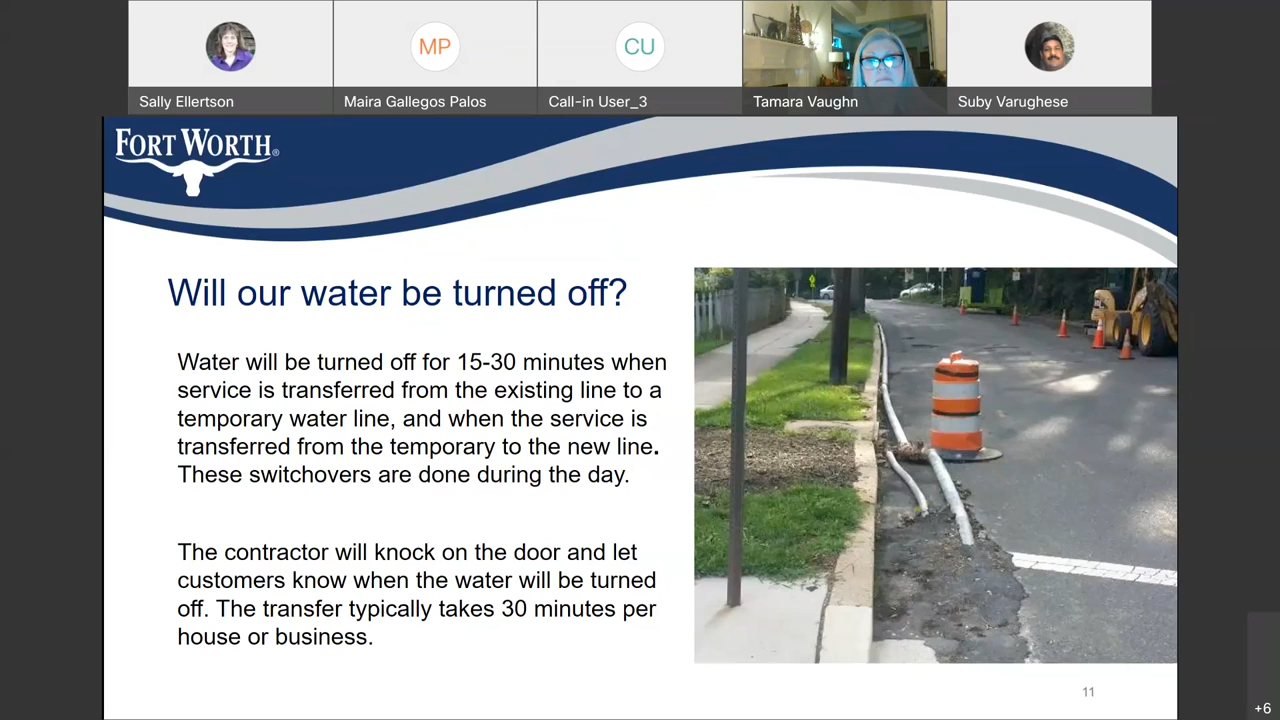 MP
CU
Sally Ellertson
Maira Gallegos Palos
Call-in User_3
Tamara Vaughn
Suby Varughese
FORT WORTH®
Will our water be turned off?
Water will be turned off for 15-30 minutes when
service is transferred from the existing line to a
temporary water line, and when the service is
transferred from the temporary to the new line.
These switchovers are done during the day.
The contractor will knock on the door and let
customers know when the water will be turned
off. The transfer typically takes 30 minutes per
house or business.
11
+6